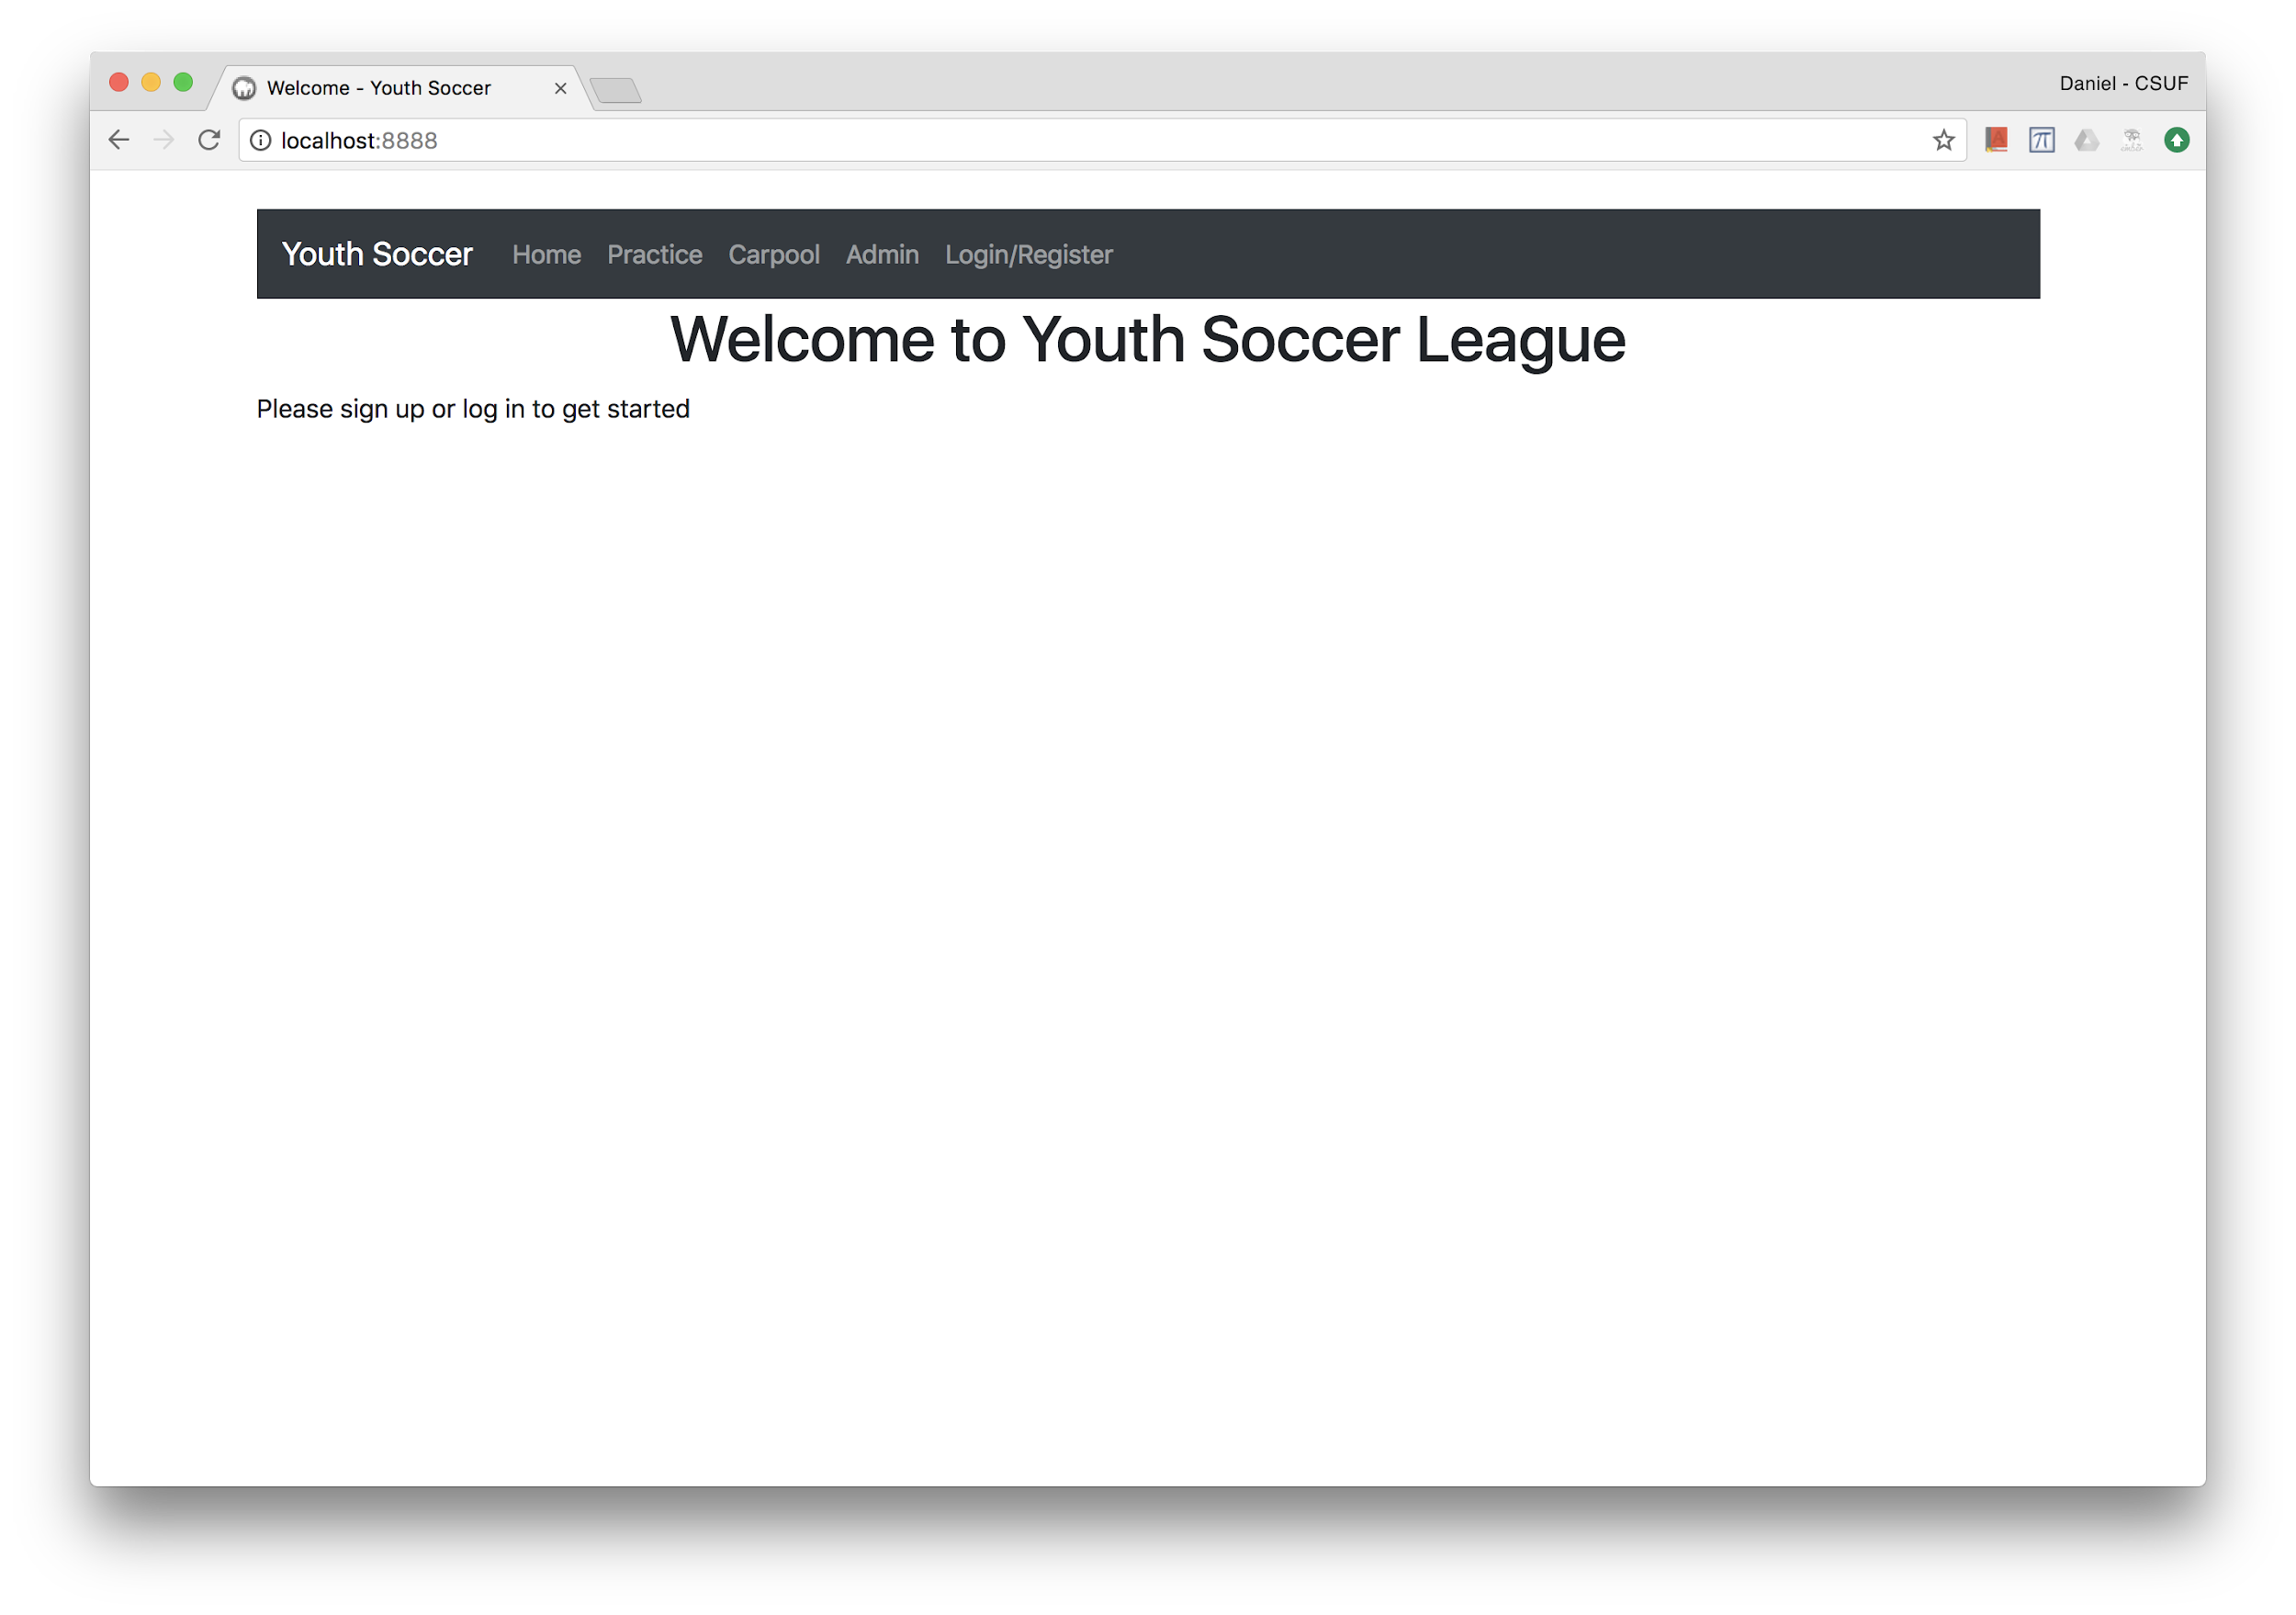 Welcome - Youth Soccer
Daniel - CSUF
localhost:8888
Youth Soccer Home Practice Carpool Admin Login/Register
Welcome to Youth Soccer League
Please sign up or log in to get started